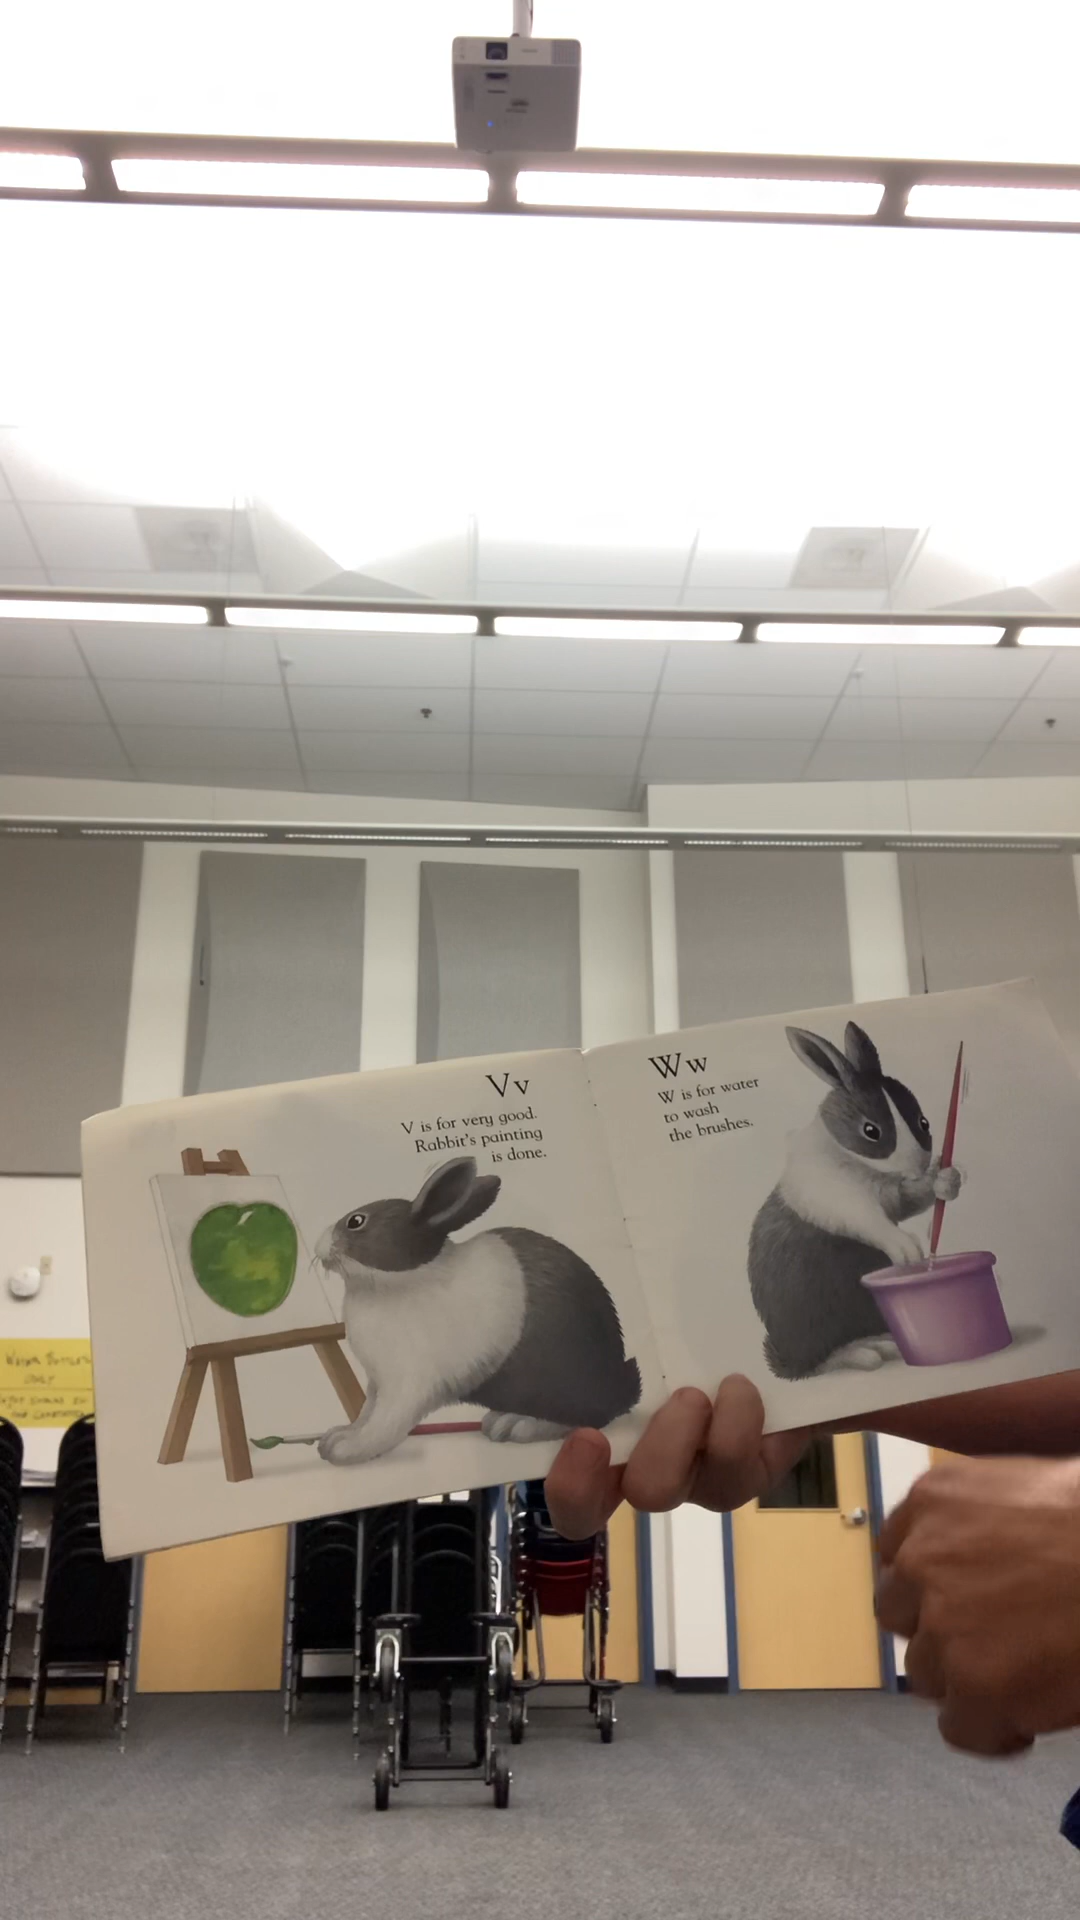 Vv
V is for very good.
Rabbit's painting
is done.
Ww
W is for water
to wash
the brushes.